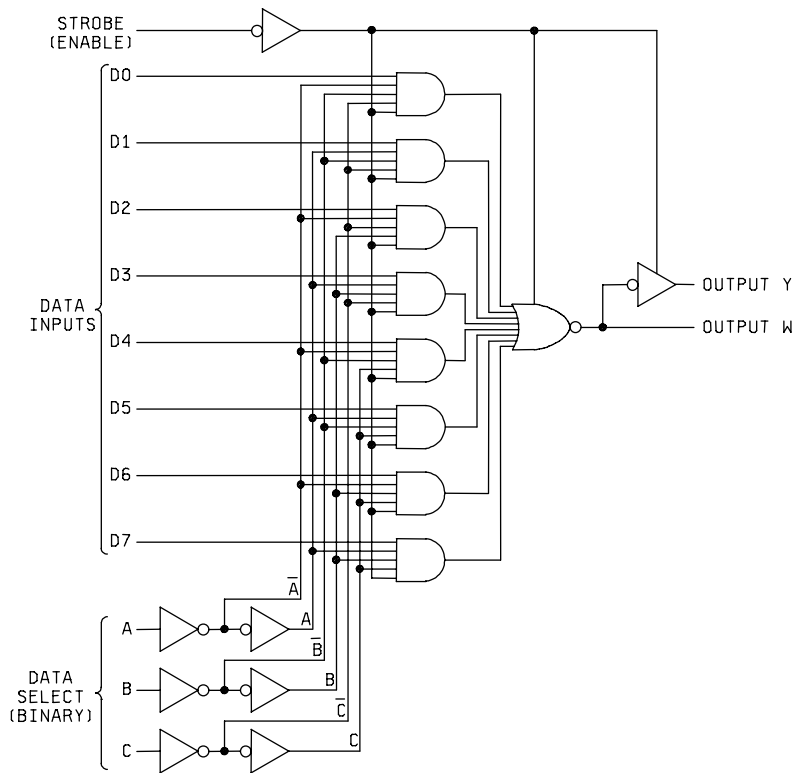 STROBE
(ENABLE)
D0
D1
D2
D3
DATA
INPUTS
D4
D5
D6
D7
OUTPUT Y
OUTPUT W
A̅
A
A
B̅
DATA
SELECT
(BINARY)
B
B
C̅
C
C